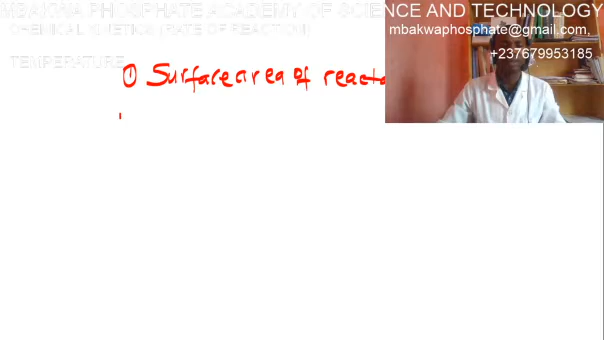 MBAKWA PHOSPHATE ACADEMY OF SCIENCE AND TECHNOLOGY
CHEMICAL KINETICS (RATE OF REACTION)
mbakwaphosphate@gmail.com,
+237679953185
TEMPERATURE
① Surface area of reacta